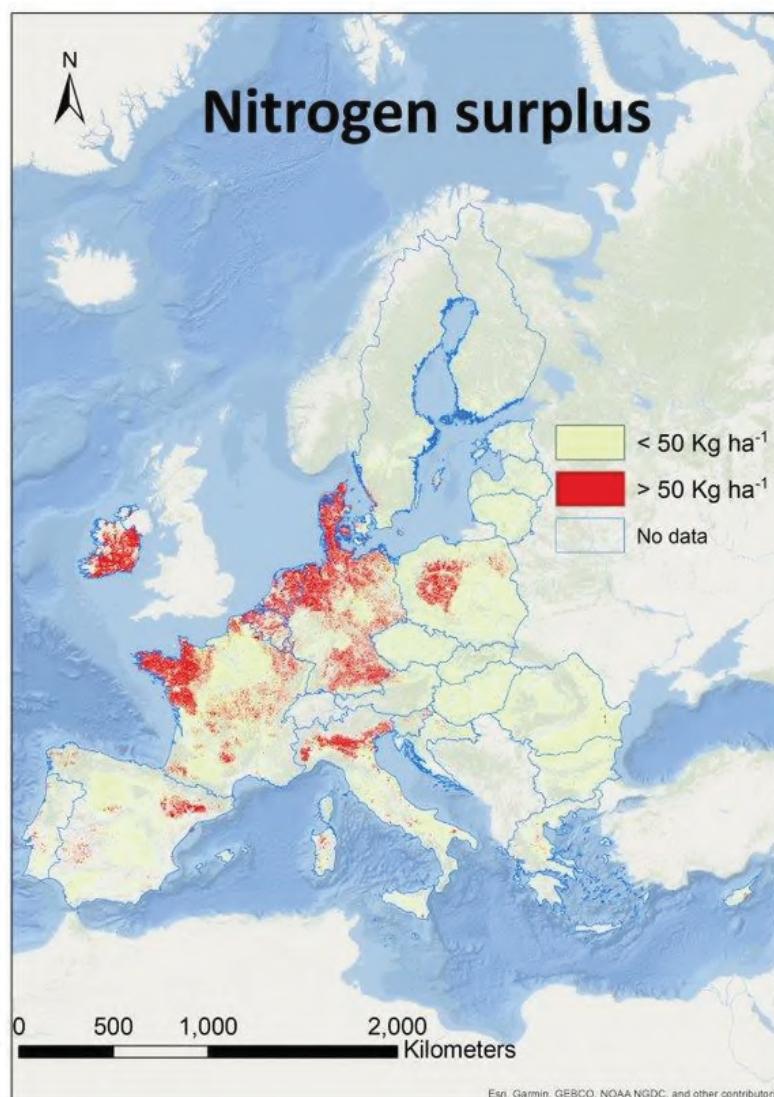 N
Nitrogen surplus
< 50 Kg ha⁻¹
> 50 Kg ha⁻¹
No data
0 500 1,000 2,000
Kilometers
Esri, Garmin, GEBCO, NOAA NGDC, and other contributors